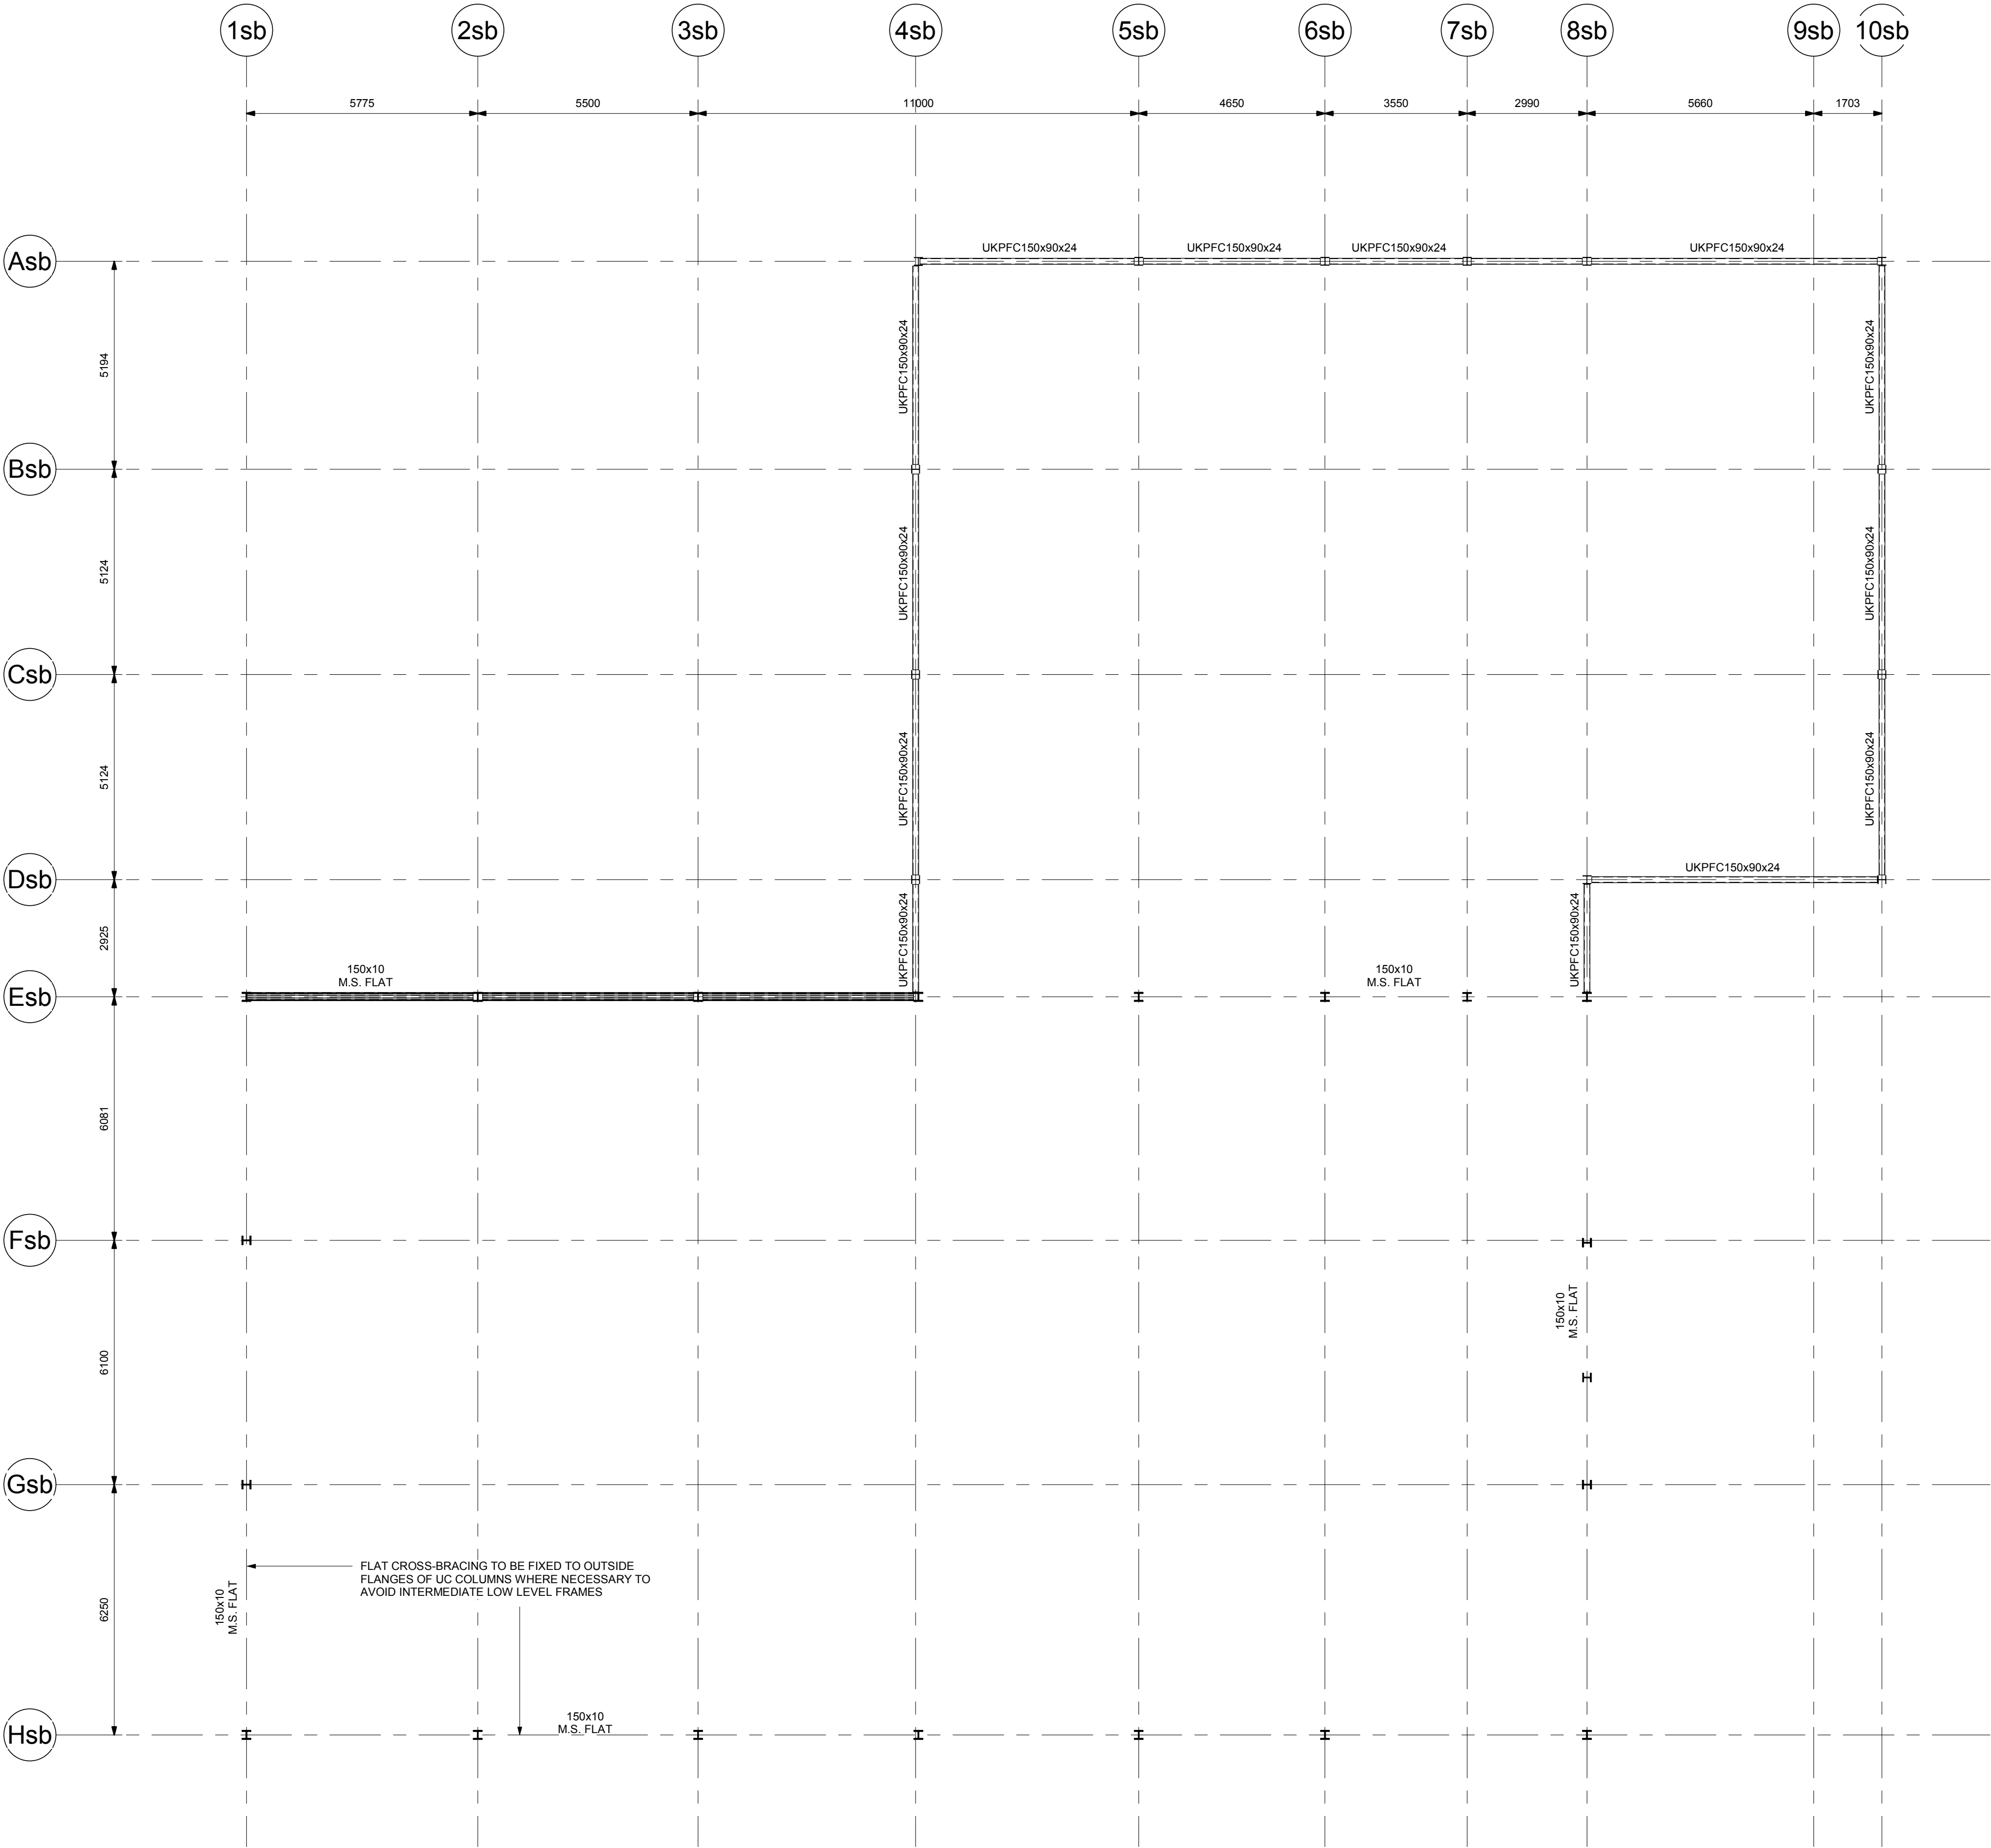 1sb 2sb 3sb 4sb 5sb 6sb 7sb 8sb 9sb 10sb
5775 5500 11000 4650 3550 2990 5660 1703
UKPFC150x90x24 UKPFC150x90x24 UKPFC150x90x24 UKPFC150x90x24
Asb
5194
UKPFC150x90x24
UKPFC150x90x24
Bsb
5124
UKPFC150x90x24
UKPFC150x90x24
Csb
5124
UKPFC150x90x24
UKPFC150x90x24
UKPFC150x90x24
Dsb
2925
UKPFC150x90x24
UKPFC150x90x24
150x10
M.S. FLAT
150x10
M.S. FLAT
Esb
6081
Fsb
6100
150x10
M.S. FLAT
Gsb
6250
150x10
M.S. FLAT
FLAT CROSS-BRACING TO BE FIXED TO OUTSIDE
FLANGES OF UC COLUMNS WHERE NECESSARY TO
AVOID INTERMEDIATE LOW LEVEL FRAMES
150x10
M.S. FLAT
Hsb